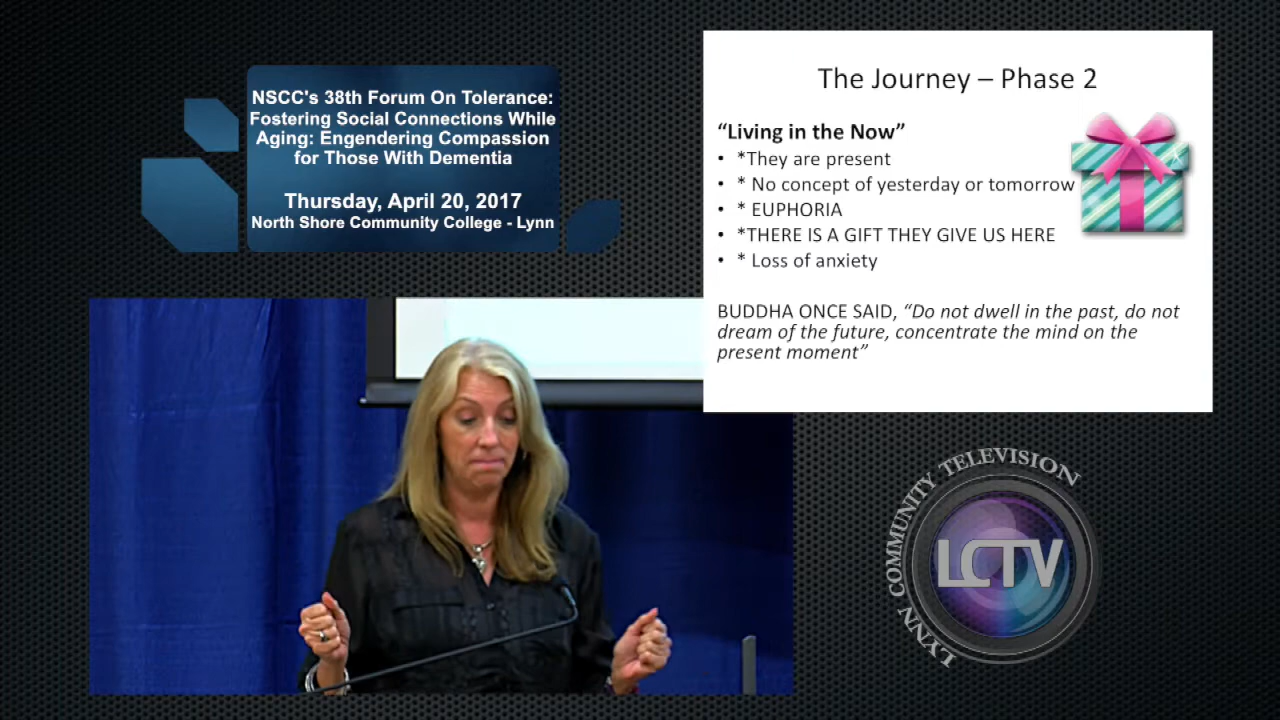 NSCC's 38th Forum On Tolerance:
Fostering Social Connections While
Aging: Engendering Compassion
for Those With Dementia
Thursday, April 20, 2017
North Shore Community College - Lynn
The Journey – Phase 2
“Living in the Now”
• *They are present
• * No concept of yesterday or tomorrow
• * EUPHORIA
• *THERE IS A GIFT THEY GIVE US HERE
• * Loss of anxiety
BUDDHA ONCE SAID, “Do not dwell in the past, do not
dream of the future, concentrate the mind on the
present moment”
LYNN COMMUNITY TELEVISION
LCTV